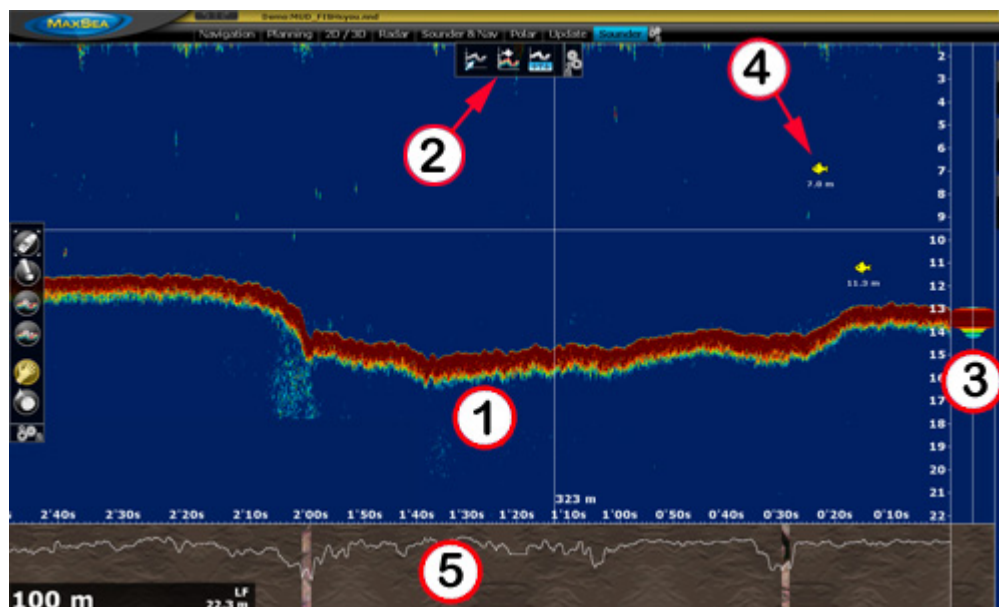 MAXSEA
Demo:MUD_FISHsyou.nnd
Navigation Planning 2D / 3D Radar Sounder & Nav Polar Update Sounder
2
3
4
4
5
2
6
7
7.0 m
8
9
10
11
11.3 m
12
13
14
15
3
16
1
17
18
19
20
21
323 m
2'40s 2'30s 2'20s 2'10s 2'00s 1'50s 1'40s 1'30s 1'20s 1'10s 1'00s 0'50s 0'40s 0'30s 0'20s 0'10s 22
5
LF
100 m 22.3 m